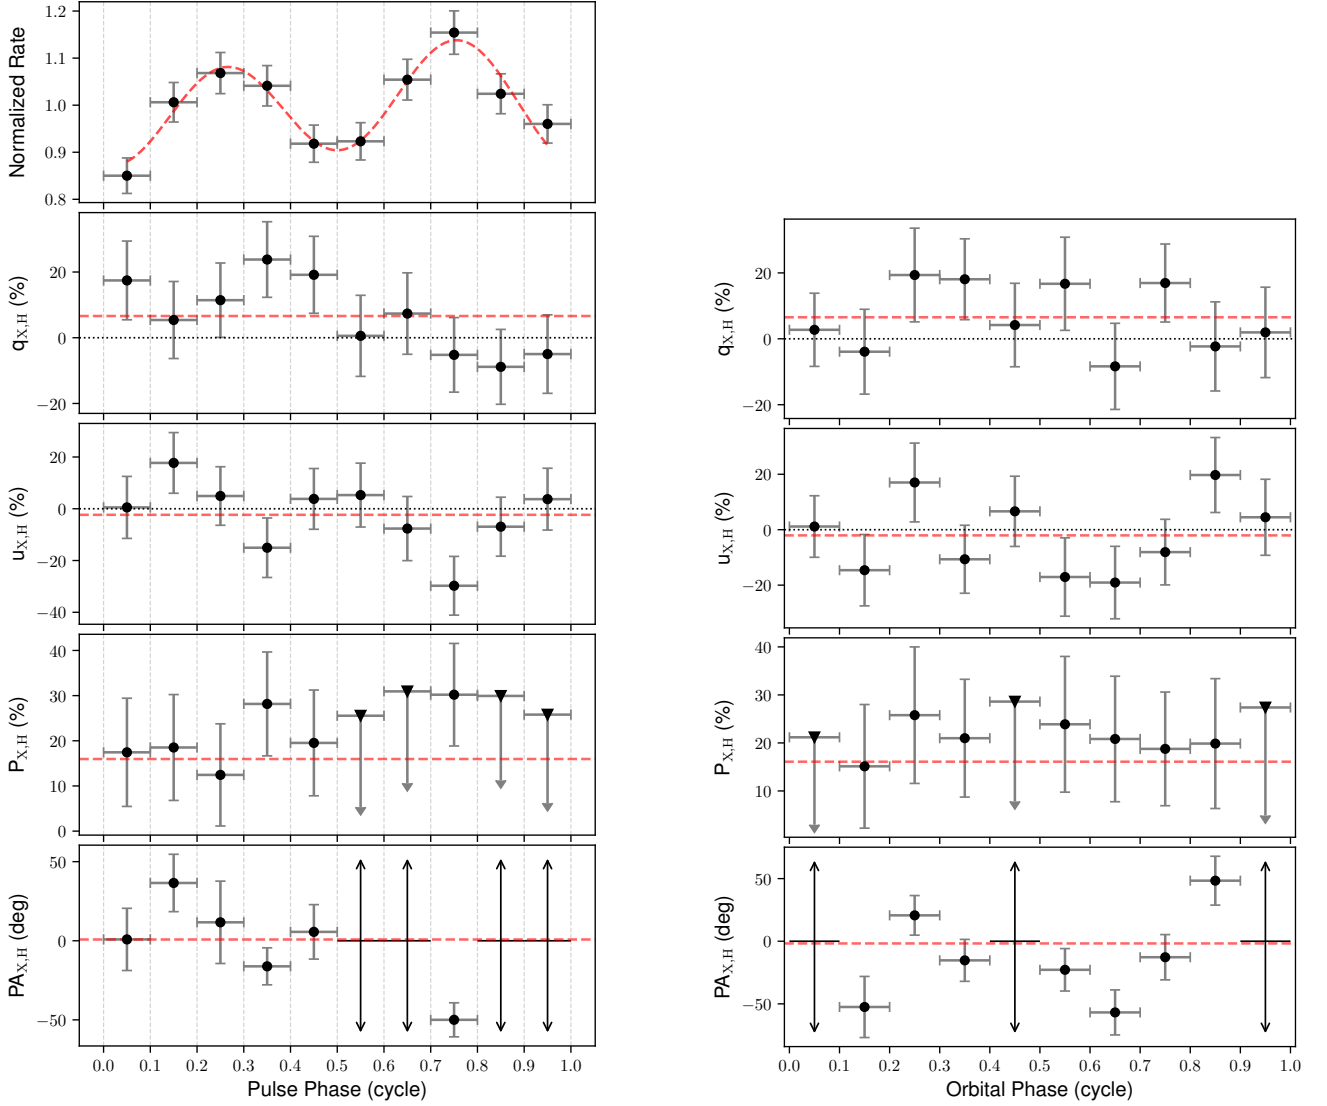 Normalized Rate
1.2
1.1
1.0
0.9
0.8
q_X,H (%)
20
0
−20
u_X,H (%)
20
0
−20
−40
P_X,H (%)
40
30
20
10
0
PA_X,H (deg)
50
0
−50
0.0 0.1 0.2 0.3 0.4 0.5 0.6 0.7 0.8 0.9 1.0
Pulse Phase (cycle)
q_X,H (%)
20
0
−20
u_X,H (%)
20
0
−20
P_X,H (%)
40
30
20
10
PA_X,H (deg)
50
0
−50
0.0 0.1 0.2 0.3 0.4 0.5 0.6 0.7 0.8 0.9 1.0
Orbital Phase (cycle)